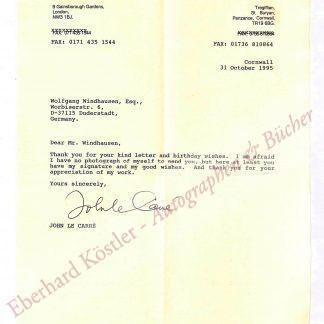 9 Gainsborough Gardens,
London,
NW3 1BJ.
FAX: 0171 435 1544
Tregiffian,
St. Buryan,
Penzance, Cornwall,
TR19 6BG.
FAX: 01736 810864
Cornwall
31 October 1995
Wolfgang Windhausen, Esq.,
Worbiserstr. 6,
D-37115 Duderstadt,
Germany.
Dear Mr. Windhausen,
Thank you for your kind letter and birthday wishes. I am afraid
I have no photograph of myself to send you, but here at least you
have my signature and my good wishes. And thank you for your
appreciation of my work.
Yours sincerely,
John le Carré
JOHN LE CARRÉ
Eberhard Köstler - Autographen & Bücher